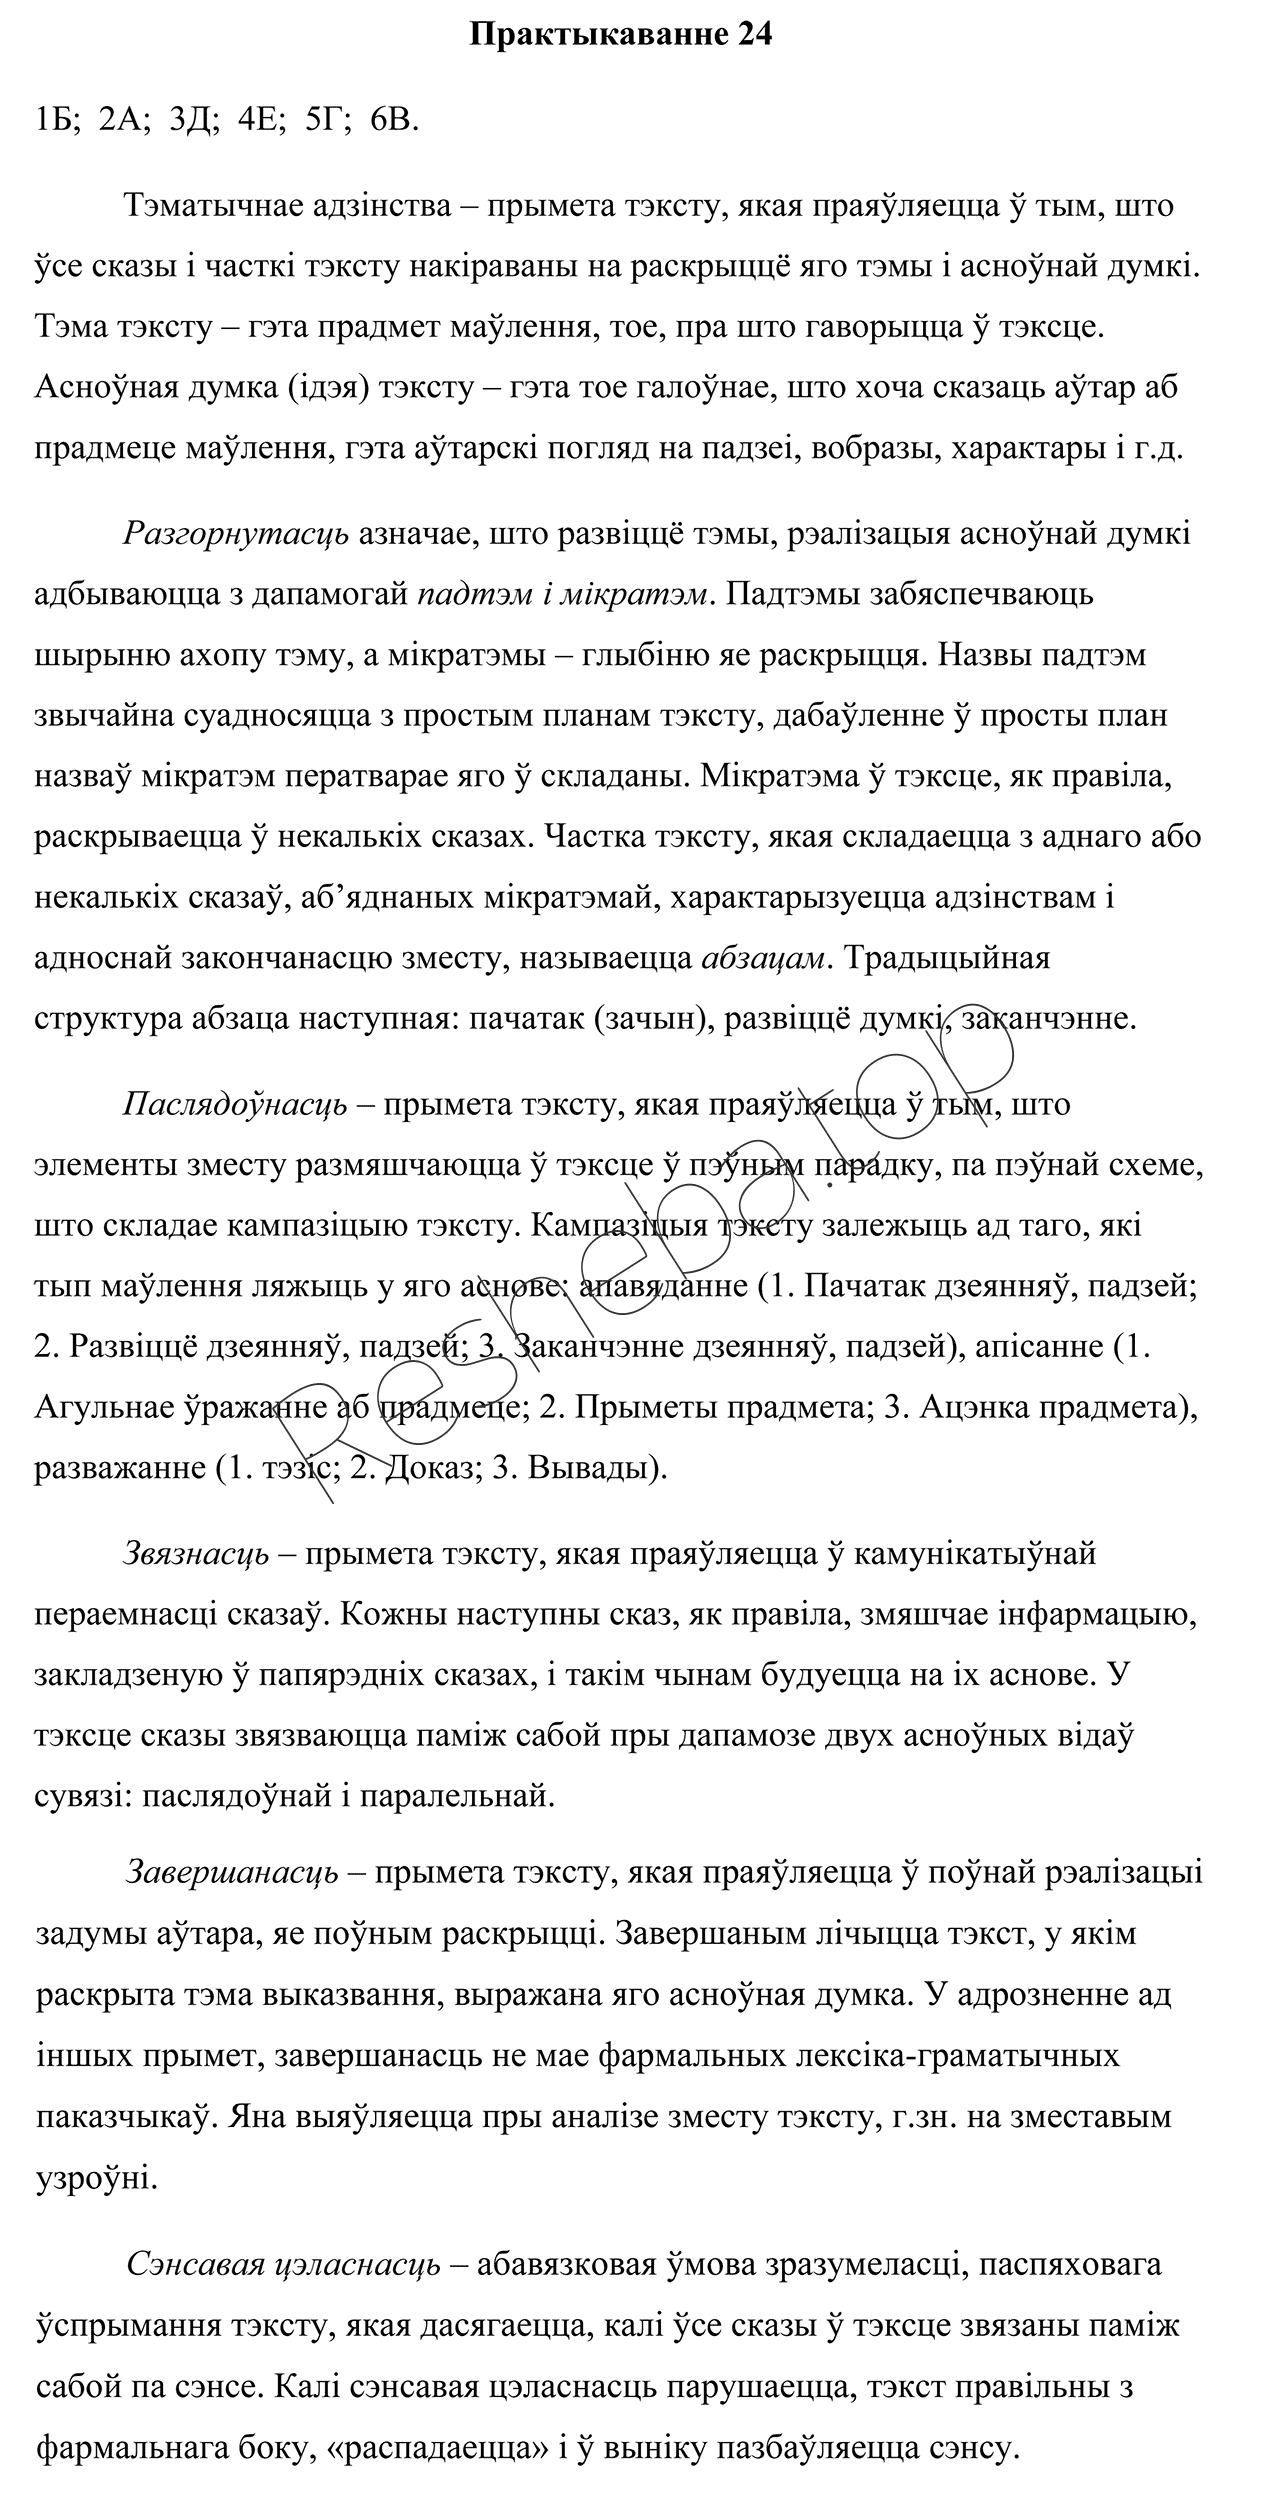 Практыкаванне 24
1Б;  2А;  3Д;  4Е;  5Г;  6В.
Тэматычнае адзінства – прымета тэксту, якая праяўляецца ў тым, што
ўсе сказы і часткі тэксту накіраваны на раскрыццё яго тэмы і асноўнай думкі.
Тэма тэксту – гэта прадмет маўлення, тое, пра што гаворыцца ў тэксце.
Асноўная думка (ідэя) тэксту – гэта тое галоўнае, што хоча сказаць аўтар аб
прадмеце маўлення, гэта аўтарскі погляд на падзеі, вобразы, характары і г.д.
Разгорнутасць азначае, што развіццё тэмы, рэалізацыя асноўнай думкі
адбываюцца з дапамогай падтэм і мікратэм. Падтэмы забяспечваюць
шырыню ахопу тэму, а мікратэмы – глыбіню яе раскрыцця. Назвы падтэм
звычайна суадносяцца з простым планам тэксту, дабаўленне ў просты план
назваў мікратэм ператварае яго ў складаны. Мікратэма ў тэксце, як правіла,
раскрываецца ў некалькіх сказах. Частка тэксту, якая складаецца з аднаго або
некалькіх сказаў, аб’яднаных мікратэмай, характарызуецца адзінствам і
адноснай закончанасцю зместу, называецца абзацам. Традыцыйная
структура абзаца наступная: пачатак (зачын), развіццё думкі, заканчэнне.
Паслядоўнасць – прымета тэксту, якая праяўляецца ў тым, што
элементы зместу размяшчаюцца ў тэксце ў пэўным парадку, па пэўнай схеме,
што складае кампазіцыю тэксту. Кампазіцыя тэксту залежыць ад таго, які
тып маўлення ляжыць у яго аснове: апавяданне (1. Пачатак дзеянняў, падзей;
2. Развіццё дзеянняў, падзей; 3. Заканчэнне дзеянняў, падзей), апісанне (1.
Агульнае ўражанне аб прадмеце; 2. Прыметы прадмета; 3. Ацэнка прадмета),
разважанне (1. тэзіс; 2. Доказ; 3. Вывады).
Звязнасць – прымета тэксту, якая праяўляецца ў камунікатыўнай
пераемнасці сказаў. Кожны наступны сказ, як правіла, змяшчае інфармацыю,
закладзеную ў папярэдніх сказах, і такім чынам будуецца на іх аснове. У
тэксце сказы звязваюцца паміж сабой пры дапамозе двух асноўных відаў
сувязі: паслядоўнай і паралельнай.
Завершанасць – прымета тэксту, якая праяўляецца ў поўнай рэалізацыі
задумы аўтара, яе поўным раскрыцці. Завершаным лічыцца тэкст, у якім
раскрыта тэма выказвання, выражана яго асноўная думка. У адрозненне ад
іншых прымет, завершанасць не мае фармальных лексіка-граматычных
паказчыкаў. Яна выяўляецца пры аналізе зместу тэксту, г.зн. на зместавым
узроўні.
Сэнсавая цэласнасць – абавязковая ўмова зразумеласці, паспяховага
ўспрымання тэксту, якая дасягаецца, калі ўсе сказы ў тэксце звязаны паміж
сабой па сэнсе. Калі сэнсавая цэласнасць парушаецца, тэкст правільны з
фармальнага боку, «распадаецца» і ў выніку пазбаўляецца сэнсу.
Resheba.top